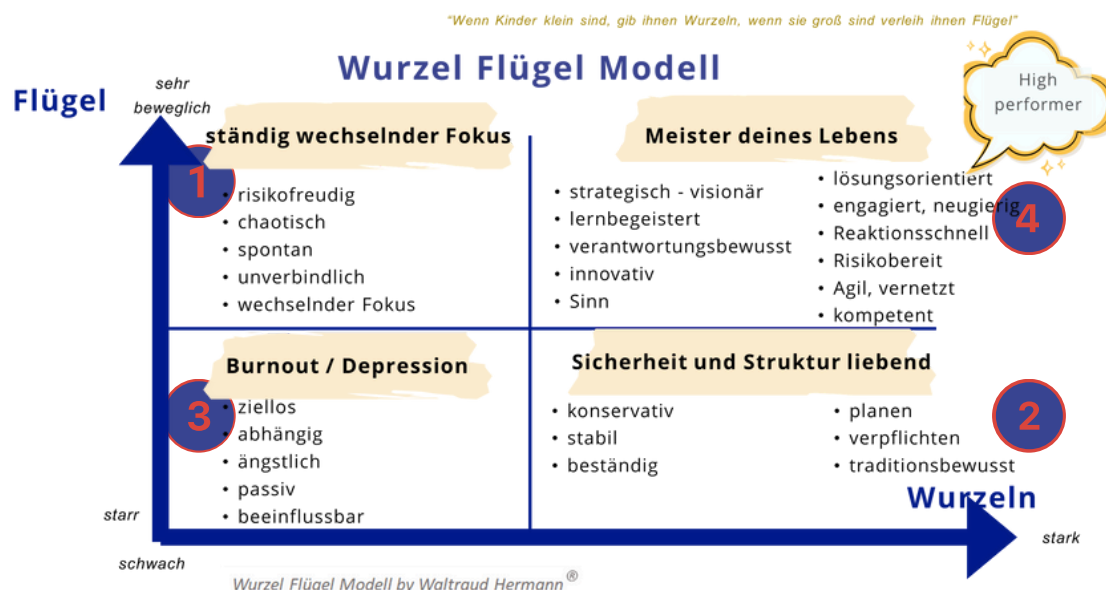 "Wenn Kinder klein sind, gib ihnen Wurzeln, wenn sie groß sind verleih ihnen Flügel"
Wurzel Flügel Modell
High
performer
Flügel
sehr
beweglich
1
ständig wechselnder Fokus
• risikofreudig
• chaotisch
• spontan
• unverbindlich
• wechselnder Fokus
Meister deines Lebens
• strategisch - visionär
• lernbegeistert
• verantwortungsbewusst
• innovativ
• Sinn
• lösungsorientiert
• engagiert, neugierig
• Reaktionsschnell
• Risikobereit
• Agil, vernetzt
• kompetent
4
3
Burnout / Depression
• ziellos
• abhängig
• ängstlich
• passiv
• beeinflussbar
Sicherheit und Struktur liebend
• konservativ
• stabil
• beständig
• planen
• verpflichten
• traditionsbewusst
2
Wurzeln
starr
schwach
stark
Wurzel Flügel Modell by Waltraud Hermann®